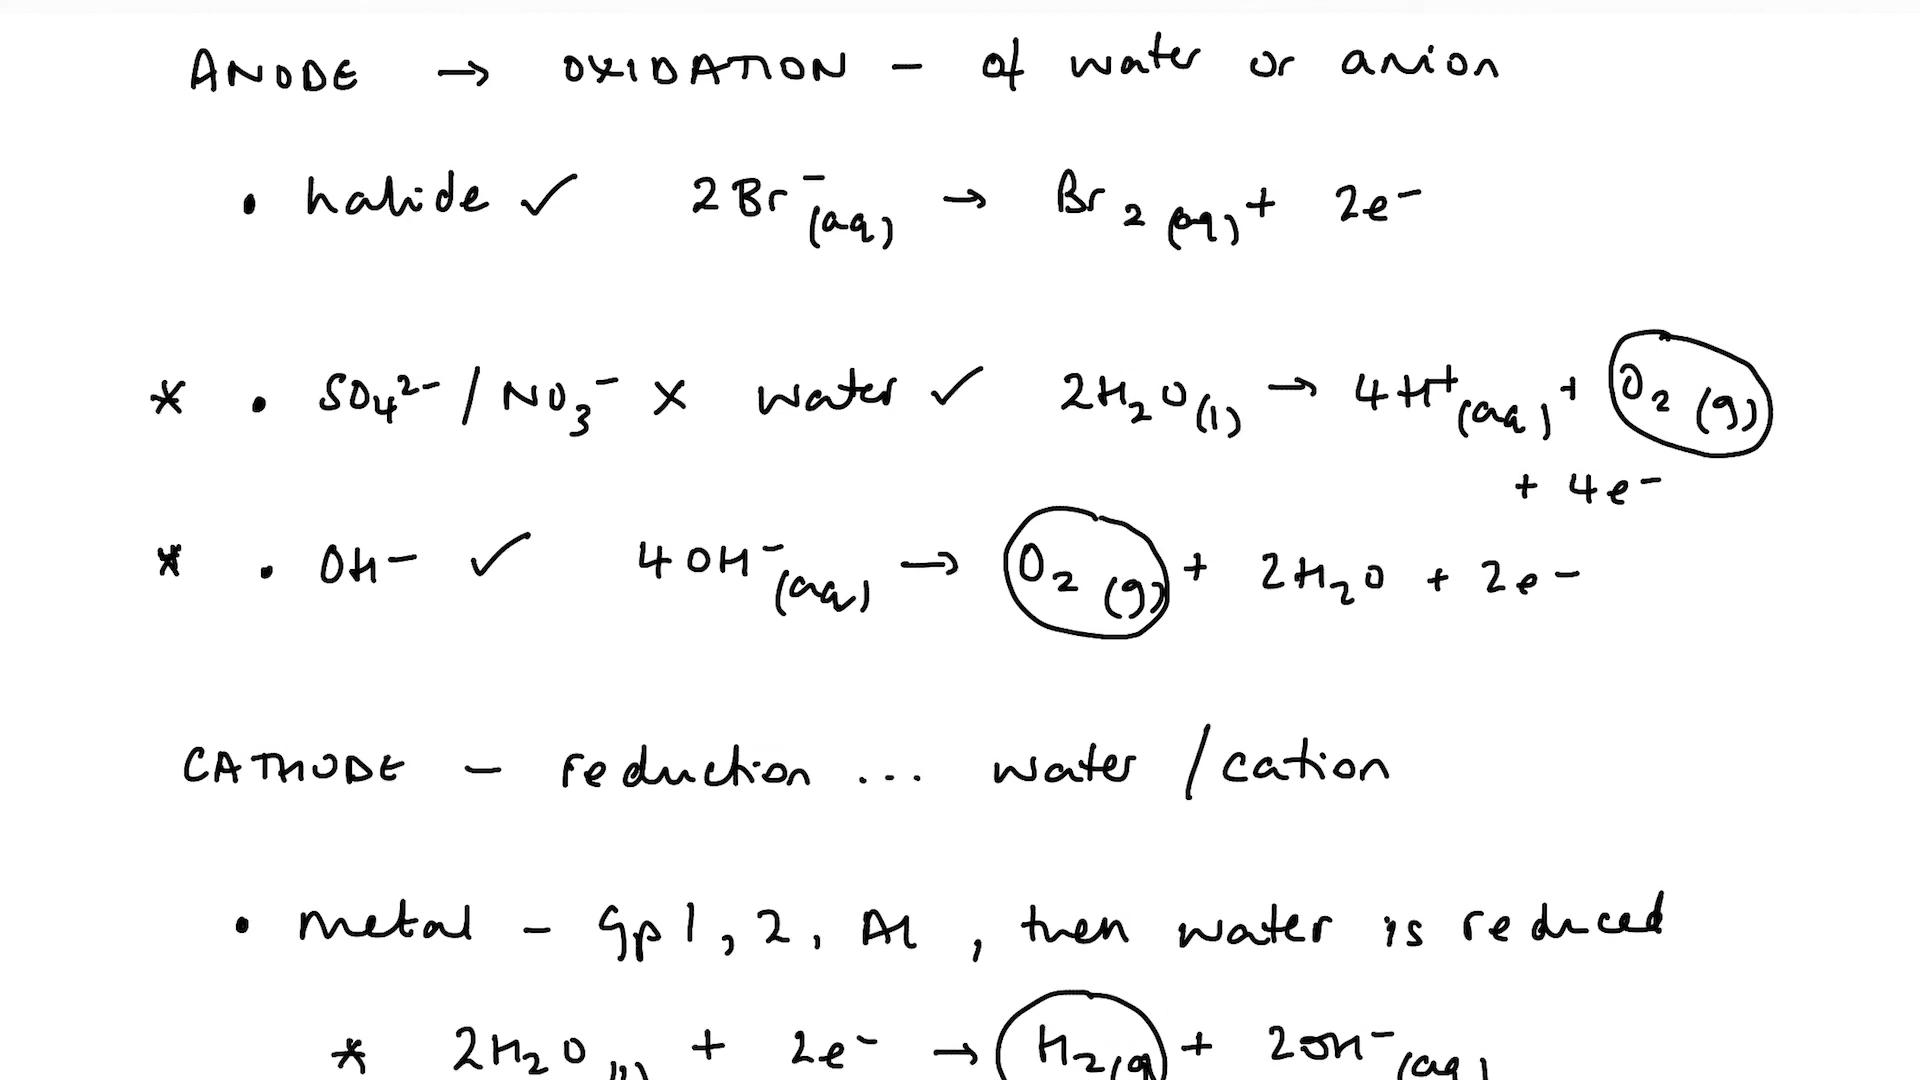 ANODE → OXIDATION – of water or anion
• halide ✓ 2Br⁻(aq) → Br₂(aq) + 2e⁻
* • SO₄²⁻ / NO₃⁻ × water ✓ 2H₂O(l) → 4H⁺(aq) + O₂(g)
+ 4e⁻
* • OH⁻ ✓ 4OH⁻(aq) → O₂(g) + 2H₂O + 2e⁻
CATHODE – reduction ... water / cation
• metal – Gp 1, 2, Al, then water is reduced
* 2H₂O(l) + 2e⁻ → H₂(g) + 2OH⁻(aq)